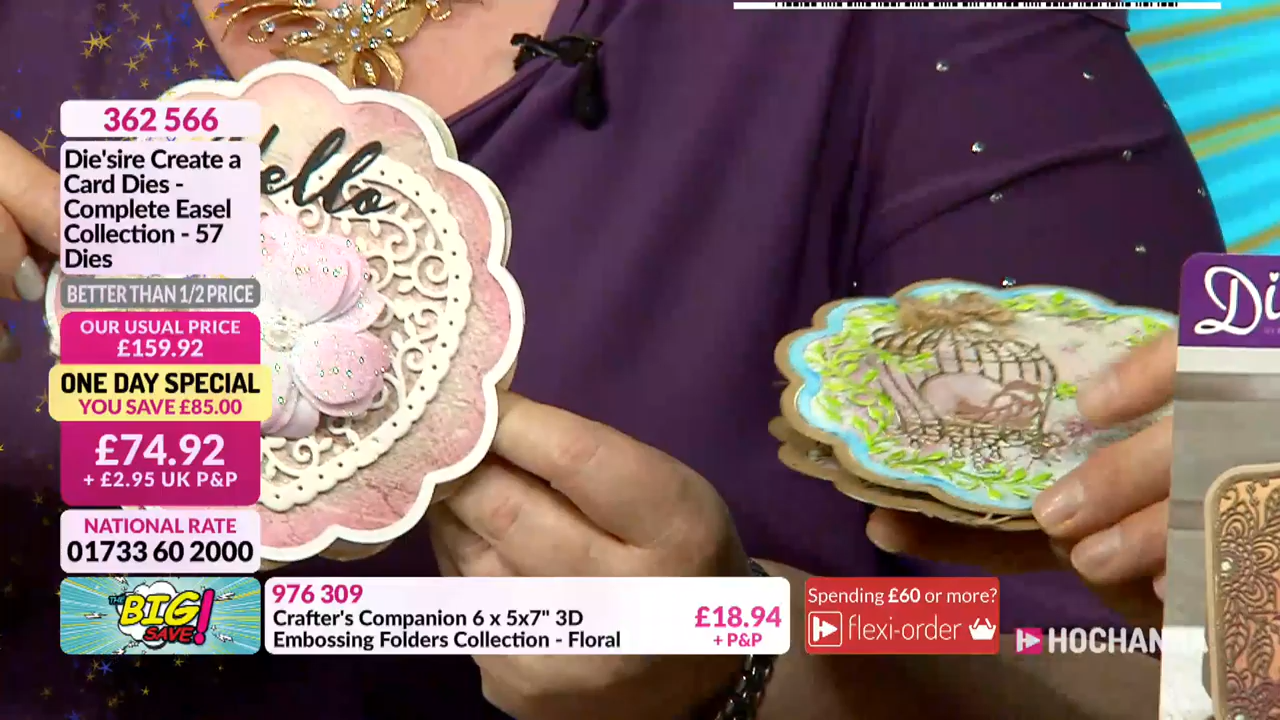 362 566
Die'sire Create a
Card Dies -
Complete Easel
Collection - 57
Dies
BETTER THAN 1/2 PRICE
OUR USUAL PRICE
£159.92
ONE DAY SPECIAL
YOU SAVE £85.00
£74.92
+ £2.95 UK P&P
NATIONAL RATE
01733 60 2000
THE BIG SAVE!
976 309
Crafter's Companion 6 x 5x7" 3D
Embossing Folders Collection - Floral
£18.94
+ P&P
Spending £60 or more?
flexi-order
HOCHAN
ello
Di